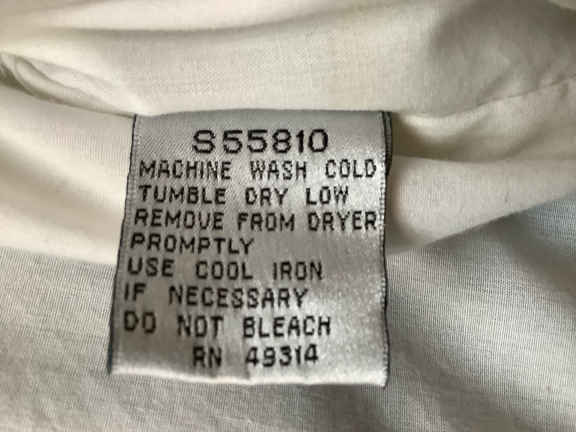 S55810
MACHINE WASH COLD
TUMBLE DRY LOW
REMOVE FROM DRYER
PROMPTLY
USE COOL IRON
IF NECESSARY
DO NOT BLEACH
RN 49314